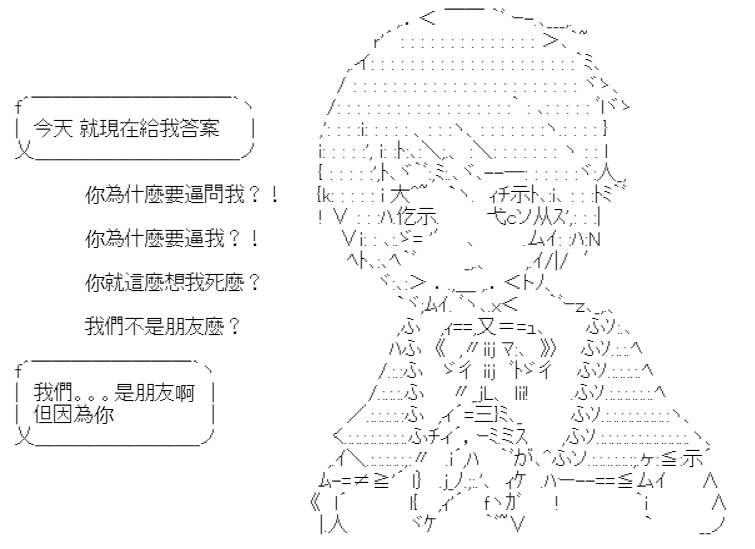 今天 就現在給我答案
你為什麼要逼問我？！
你為什麼要逼我？！
你就這麼想我死麼？
我們不是朋友麼？
我們。。。是朋友啊
但因為你